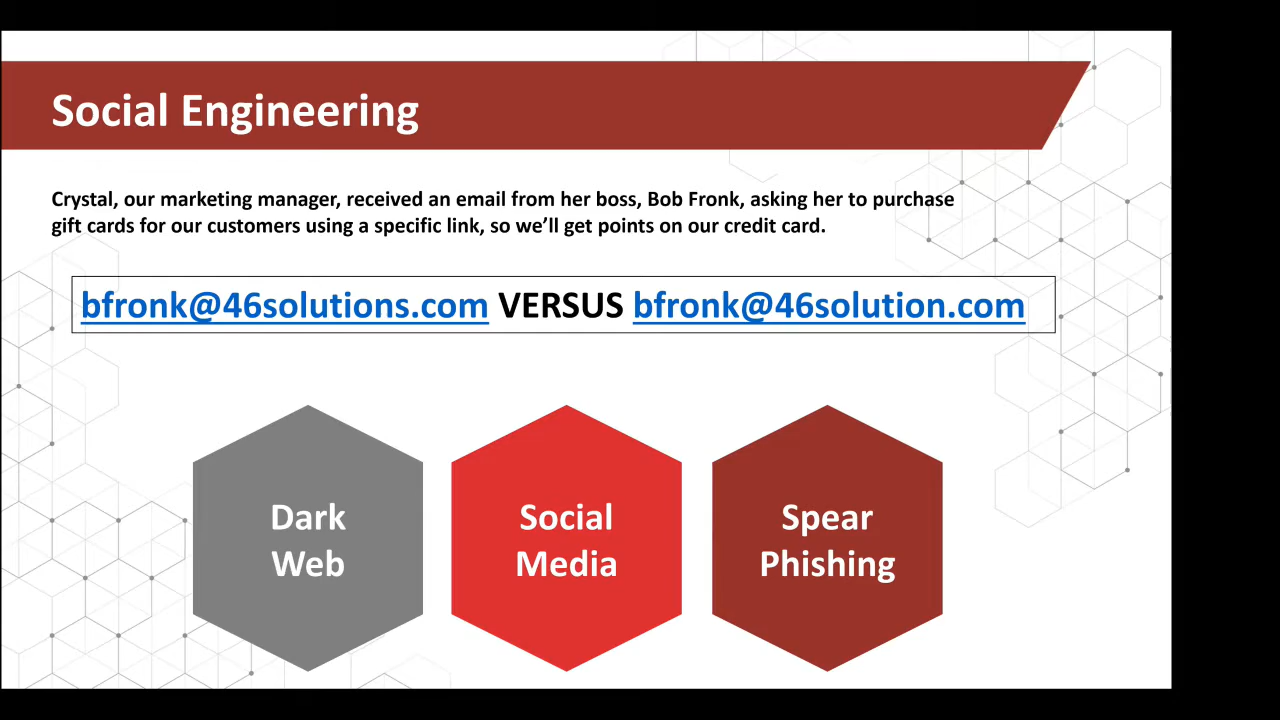 Social Engineering
Crystal, our marketing manager, received an email from her boss, Bob Fronk, asking her to purchase
gift cards for our customers using a specific link, so we’ll get points on our credit card.
bfronk@46solutions.com VERSUS bfronk@46solution.com
Dark
Web
Social
Media
Spear
Phishing